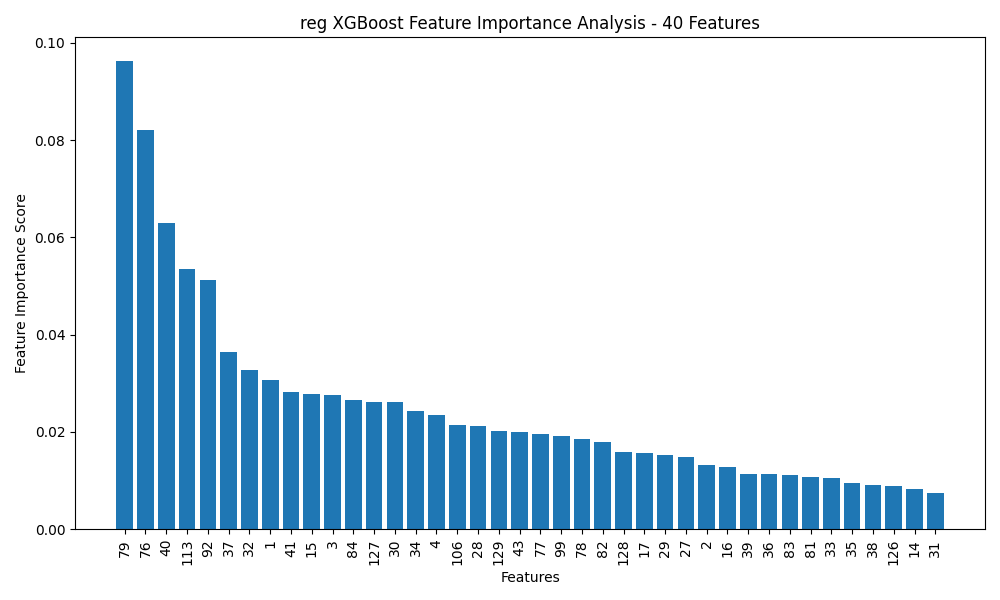 reg XGBoost Feature Importance Analysis - 40 Features
Feature Importance Score
0.10
0.08
0.06
0.04
0.02
0.00
79 76 40 113 92 37 32 1 41 15 3 84 127 30 34 4 106 28 129 43 77 99 78 82 128 17 29 27 2 16 39 36 83 81 33 35 38 126 14 31
Features